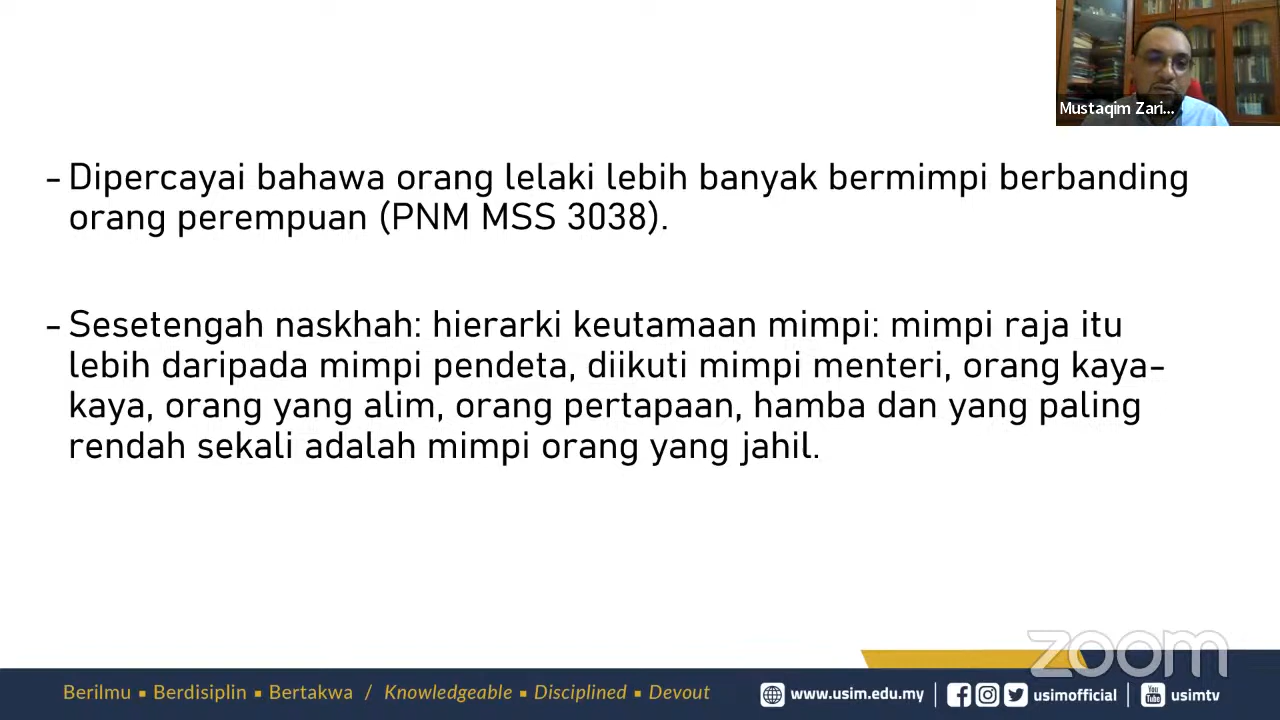 Mustaqim Zari...
- Dipercayai bahawa orang lelaki lebih banyak bermimpi berbanding
orang perempuan (PNM MSS 3038).
- Sesetengah naskhah: hierarki keutamaan mimpi: mimpi raja itu
lebih daripada mimpi pendeta, diikuti mimpi menteri, orang kaya-
kaya, orang yang alim, orang pertapaan, hamba dan yang paling
rendah sekali adalah mimpi orang yang jahil.
zoom
Berilmu ▪ Berdisiplin ▪ Bertakwa / Knowledgeable ▪ Disciplined ▪ Devout
www.usim.edu.my | usimofficial | You Tube usimtv